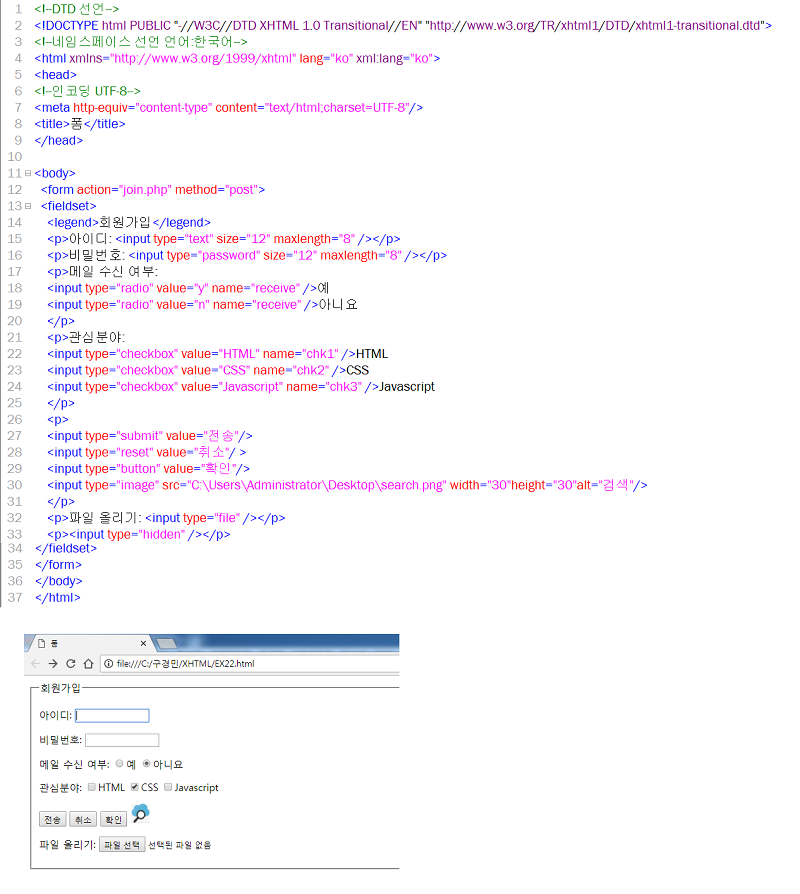 1 <!--DTD 선언-->
2 <!DOCTYPE html PUBLIC "-//W3C//DTD XHTML 1.0 Transitional//EN" "http://www.w3.org/TR/xhtml1/DTD/xhtml1-transitional.dtd">
3 <!--네임스페이스 선언 언어:한국어-->
4 <html xmlns="http://www.w3.org/1999/xhtml" lang="ko" xml:lang="ko">
5 <head>
6 <!--인코딩 UTF-8-->
7 <meta http-equiv="content-type" content="text/html;charset=UTF-8"/>
8 <title>폼</title>
9 </head>
10
11 <body>
12 <form action="join.php" method="post">
13 <fieldset>
14 <legend>회원가입</legend>
15 <p>아이디: <input type="text" size="12" maxlength="8" /></p>
16 <p>비밀번호: <input type="password" size="12" maxlength="8" /></p>
17 <p>메일 수신 여부:
18 <input type="radio" value="y" name="receive" />예
19 <input type="radio" value="n" name="receive" />아니요
20 </p>
21 <p>관심분야:
22 <input type="checkbox" value="HTML" name="chk1" />HTML
23 <input type="checkbox" value="CSS" name="chk2" />CSS
24 <input type="checkbox" value="Javascript" name="chk3" />Javascript
25 </p>
26 <p>
27 <input type="submit" value="전송"/>
28 <input type="reset" value="취소"/ >
29 <input type="button" value="확인"/>
30 <input type="image" src="C:\Users\Administrator\Desktop\search.png" width="30"height="30"alt="검색"/>
31 </p>
32 <p>파일 올리기: <input type="file" /></p>
33 <p><input type="hidden" /></p>
34 </fieldset>
35 </form>
36 </body>
37 </html>
폼
file:///C:/구경민/XHTML/EX22.html
회원가입
아이디:
비밀번호:
메일 수신 여부: 예 아니요
관심분야: HTML CSS Javascript
전송 취소 확인
파일 올리기: 파일 선택 선택된 파일 없음